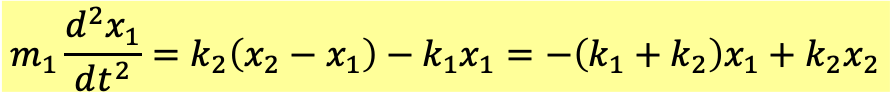 m₁ d²x₁/dt² = k₂(x₂ − x₁) − k₁x₁ = −(k₁ + k₂)x₁ + k₂x₂